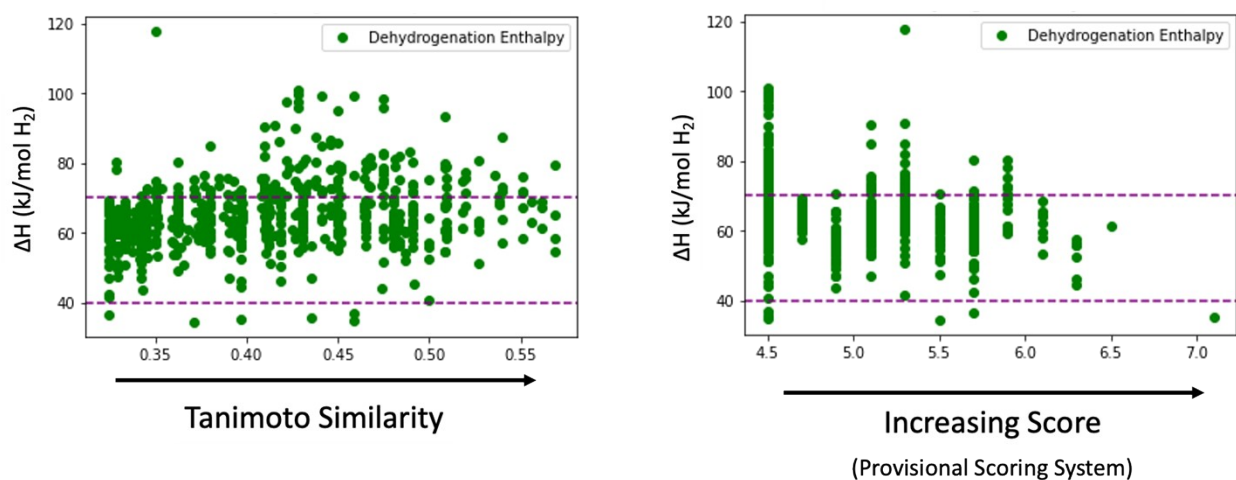 120
100
80
60
40
ΔH (kJ/mol H₂)
Dehydrogenation Enthalpy
0.35 0.40 0.45 0.50 0.55
Tanimoto Similarity
120
100
80
60
40
ΔH (kJ/mol H₂)
Dehydrogenation Enthalpy
4.5 5.0 5.5 6.0 6.5 7.0
Increasing Score
(Provisional Scoring System)